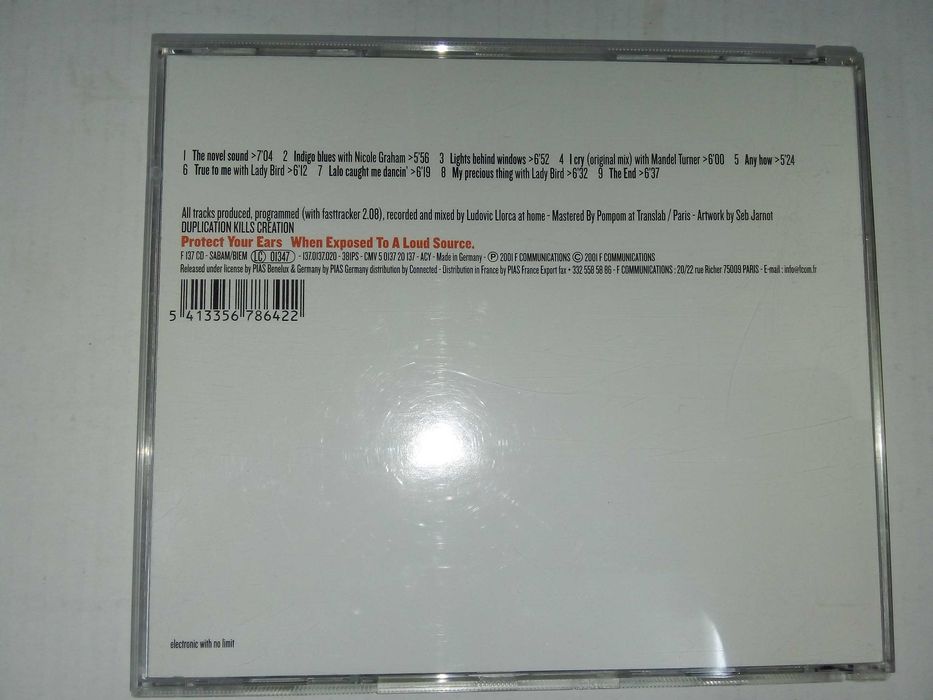 1 The novel sound >7'04 2 Indigo blues with Nicole Graham >5'56 3 Lights behind windows >6'52 4 I cry (original mix) with Mandel Turner >6'00 5 Any how >5'24
6 True to me with Lady Bird >6'12 7 Lalo caught me dancin' >6'19 8 My precious thing with Lady Bird >6'32 9 The End >6'37
All tracks produced, programmed (with fasttracker 2.08), recorded and mixed by Ludovic Llorca at home - Mastered By Pompom at Translab / Paris - Artwork by Seb Jarnot
DUPLICATION KILLS CREATION
Protect Your Ears When Exposed To A Loud Source.
F 137 CD - SABAM/BIEM LC 01347 - 137.0137.020 - 381PS - CMV 5 0137 20 137 - ACY - Made in Germany - Ⓟ 2001 F COMMUNICATIONS © 2001 F COMMUNICATIONS
Released under license by PIAS Benelux & Germany by PIAS Germany distribution by Connected - Distribution in France by PIAS France Export fax + 332 558 58 86 - F COMMUNICATIONS : 20/22 rue Richer 75009 PARIS - E-mail : info@fcom.fr
5 413356 786422
electronic with no limit